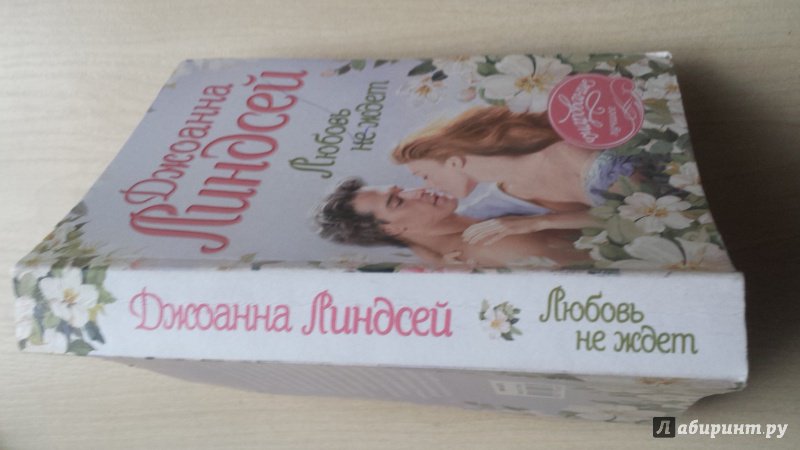 Джоанна
Линдсей
Любовь
не ждет
Джоанна Линдсей
Любовь
не ждет
Лабиринт.ру